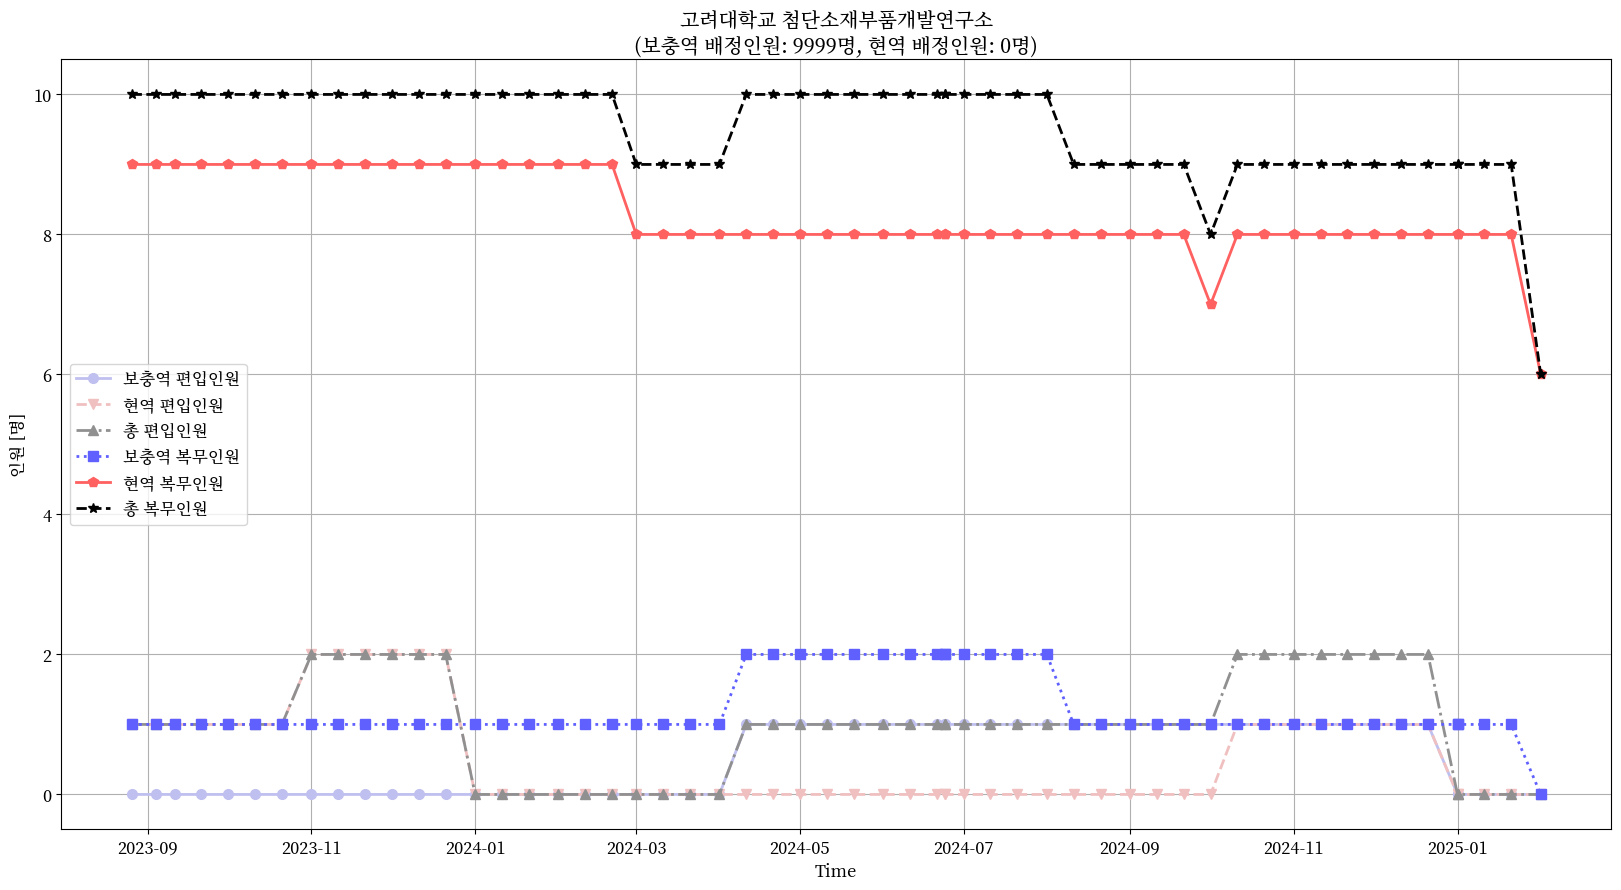 고려대학교 첨단소재부품개발연구소
(보충역 배정인원: 9999명, 현역 배정인원: 0명)
인원 [명]
10
8
6
4
2
0
보충역 편입인원
현역 편입인원
총 편입인원
보충역 복무인원
현역 복무인원
총 복무인원
2023-09
2023-11
2024-01
2024-03
2024-05
2024-07
2024-09
2024-11
2025-01
Time